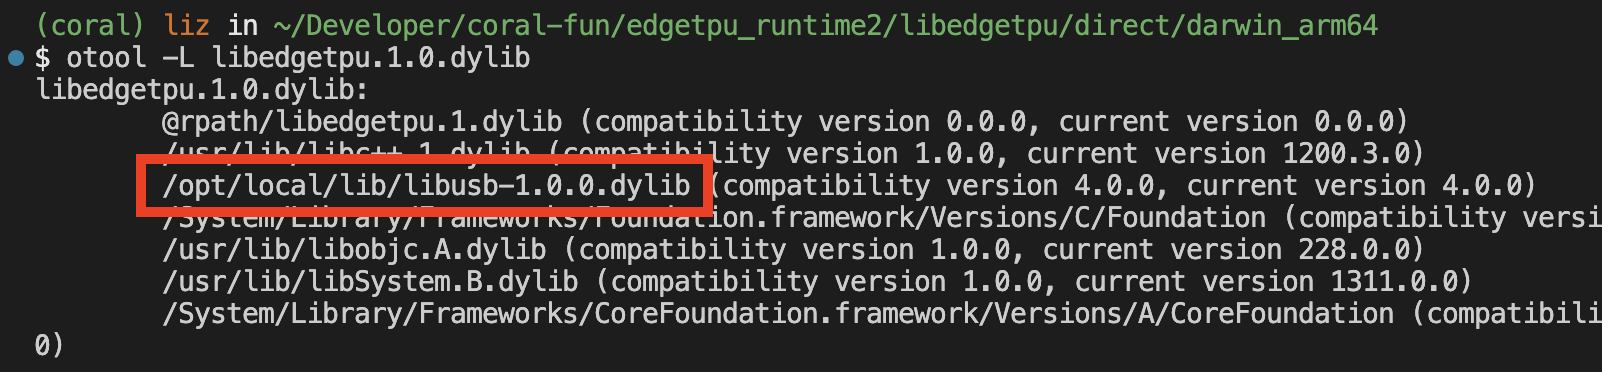 (coral) liz in ~/Developer/coral-fun/edgetpu_runtime2/libedgetpu/direct/darwin_arm64
$ otool -L libedgetpu.1.0.dylib
libedgetpu.1.0.dylib:
@rpath/libedgetpu.1.dylib (compatibility version 0.0.0, current version 0.0.0)
/usr/lib/libc++.1.dylib (compatibility version 1.0.0, current version 1200.3.0)
/opt/local/lib/libusb-1.0.0.dylib (compatibility version 4.0.0, current version 4.0.0)
/System/Library/Frameworks/Foundation.framework/Versions/C/Foundation (compatibility versi
/usr/lib/libobjc.A.dylib (compatibility version 1.0.0, current version 228.0.0)
/usr/lib/libSystem.B.dylib (compatibility version 1.0.0, current version 1311.0.0)
/System/Library/Frameworks/CoreFoundation.framework/Versions/A/CoreFoundation (compatibili
0)